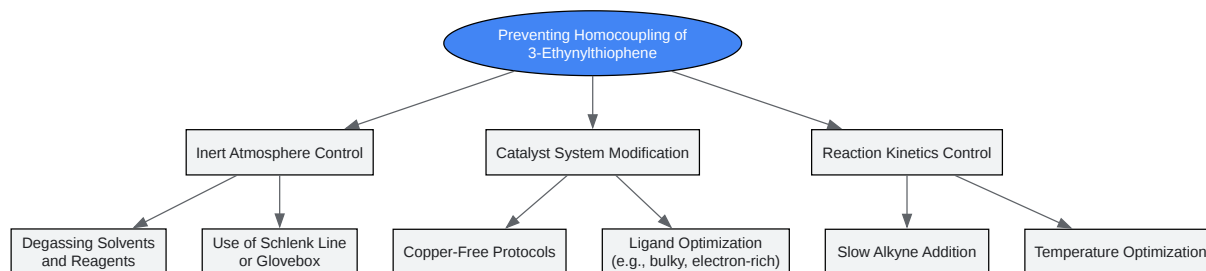 Preventing Homocoupling of
3-Ethynylthiophene
Inert Atmosphere Control
Catalyst System Modification
Reaction Kinetics Control
Degassing Solvents
and Reagents
Use of Schlenk Line
or Glovebox
Copper-Free Protocols
Ligand Optimization
(e.g., bulky, electron-rich)
Slow Alkyne Addition
Temperature Optimization